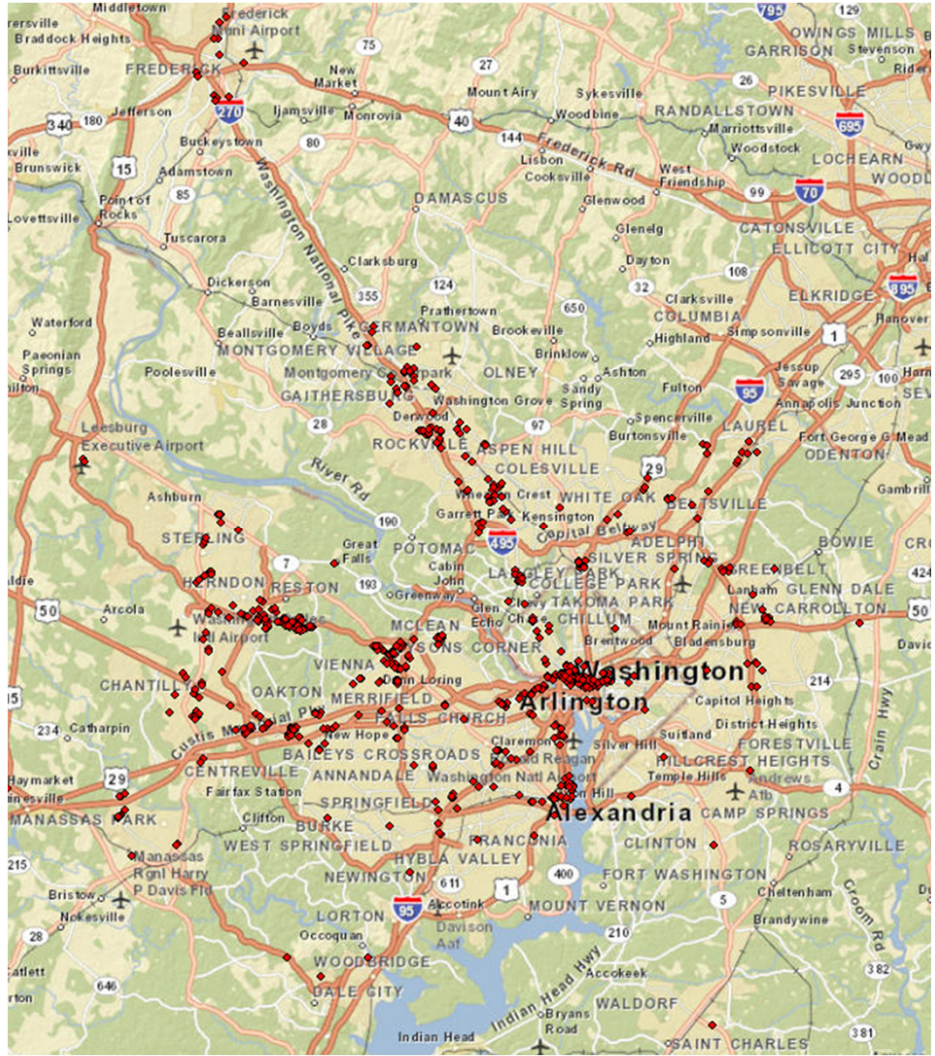 Middletown
Frederick
Muni Airport
795
129
OWINGS MILLS
Braddock Heights
75
GARRISON
Stevenson
Burkittsville
FREDERICK
New
Market
27
26
PIKESVILLE
Mount Airy
Sykesville
RANDALLSTOWN
270
Jefferson
Ijamsville
Monrovia
40
Woodbine
695
340
180
144
Marriottsville
Buckeystown
80
Frederick Rd
Woodstock
Brunswick
15
Lisbon
Cooksville
West
Friendship
LOCHEARN
Adamstown
85
DAMASCUS
99
70
Lovettsville
Point of
Rocks
Washington National Pike
Glenwood
CATONSVILLE
Tuscarora
Glenelg
ELLICOTT CITY
Clarksburg
Dayton
108
Dickerson
124
32
895
Barnesville
355
650
Clarksville
ELKRIDGE
Waterford
Beallsville
Boyds
Prathertown
COLUMBIA
Hanover
GERMANTOWN
Brookeville
Highland
Simpsonville
1
Paeonian
Springs
MONTGOMERY VILLAGE
Brinklow
Poolesville
OLNEY
Ashton
Jessup
Savage
295
100
GAITHERSBURG
Washington Grove
Sandy
Spring
Fulton
95
Annapolis Junction
28
Derwood
97
Spencerville
LAUREL
Leesburg
Executive Airport
ROCKVILLE
ASPEN HILL
Burtonsville
Fort George G Mead
ODENTON
River Rd
COLESVILLE
29
Ashburn
WHITE OAK
BELTSVILLE
190
Garrett Park
Kensington
Capital Beltway
STERLING
Great
Falls
POTOMAC
495
ADELPHI
BOWIE
7
Cabin
John
SILVER SPRING
HERNDON
RESTON
193
LANGLEY PARK
COLLEGE PARK
GREENBELT
424
50
Arcola
Greenway
Glen
Echo
TAKOMA PARK
Lanham
GLENN DALE
NEW CARROLLTON
50
MCLEAN
CHILLUM
Mount Rainier
Brentwood
Bladensburg
TYSONS CORNER
VIENNA
Washington
CHANTILLY
OAKTON
Dunn Loring
MERRIFIELD
Arlington
214
Capitol Heights
Custis Memorial Pkwy
FALLS CHURCH
234
Catharpin
New Hope
Claremont
Silver Hill
Suitland
District Heights
FORESTVILLE
BAILEYS CROSSROADS
Ronald Reagan
Washington Natl Airport
HILLCREST HEIGHTS
Crain Hwy
Haymarket
29
CENTREVILLE
ANNANDALE
Temple Hills
Andrews
Afb
Fairfax Station
4
MANASSAS PARK
SPRINGFIELD
Alexandria
CAMP SPRINGS
Clifton
BURKE
WEST SPRINGFIELD
FRANCONIA
CLINTON
ROSARYVILLE
215
Manassas
Rgnl Harry
P Davis Fld
HYBLA VALLEY
NEWINGTON
611
1
400
FORT WASHINGTON
Bristow
95
Accotink
MOUNT VERNON
5
Cheltenham
Nokesville
LORTON
Davison
Aaf
Brandywine
Croom Rd
28
Occoquan
210
WOODBRIDGE
Indian Head Hwy
Accokeek
382
646
DALE CITY
WALDORF
Bryans
Road
381
Indian Head
SAINT CHARLES